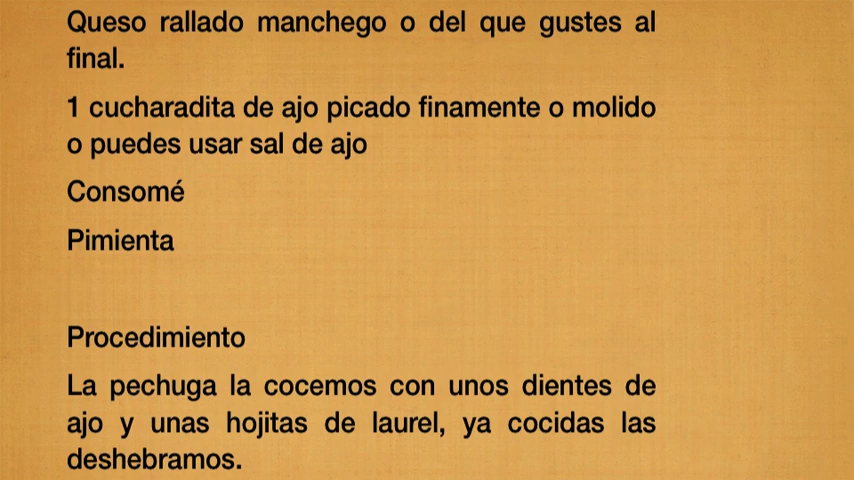 Queso rallado manchego o del que gustes al
final.
1 cucharadita de ajo picado finamente o molido
o puedes usar sal de ajo
Consomé
Pimienta
Procedimiento
La pechuga la cocemos con unos dientes de
ajo y unas hojitas de laurel, ya cocidas las
deshebramos.